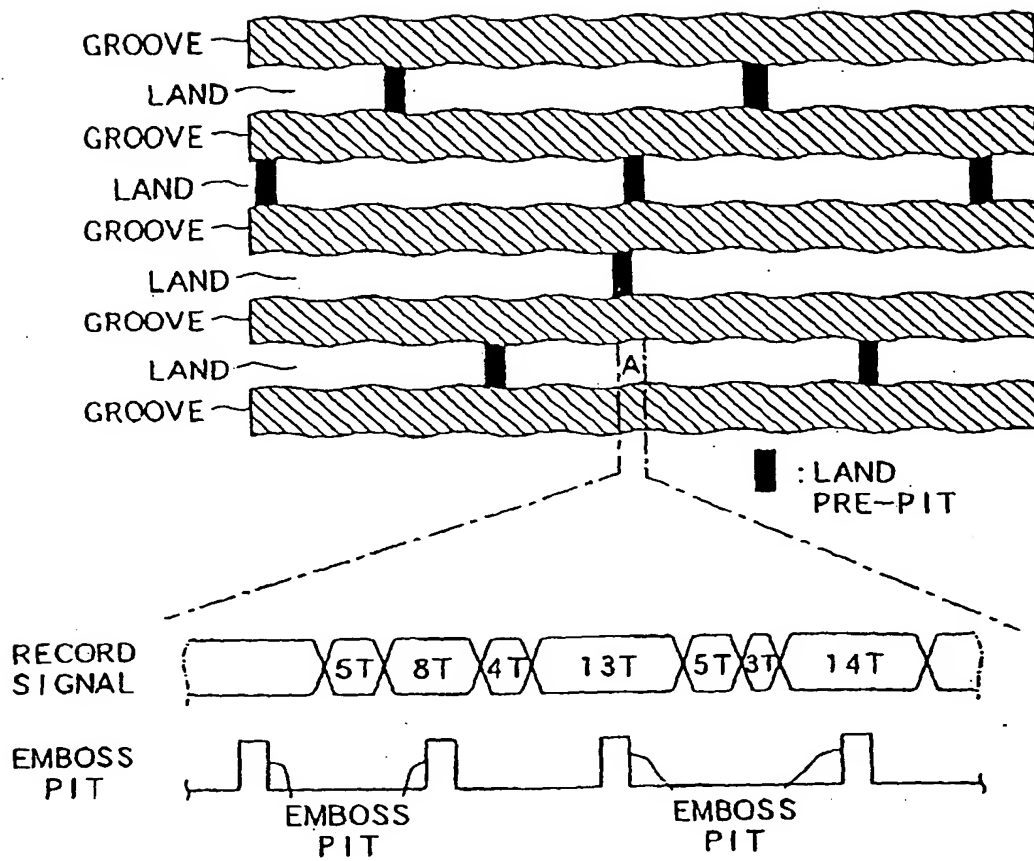 GROOVE
LAND
GROOVE
LAND
GROOVE
LAND
GROOVE
LAND
A
GROOVE
: LAND
PRE-PIT
RECORD
SIGNAL
5T 8T 4T 13T 5T 3T 14T
EMBOSS
PIT
EMBOSS
PIT
EMBOSS
PIT